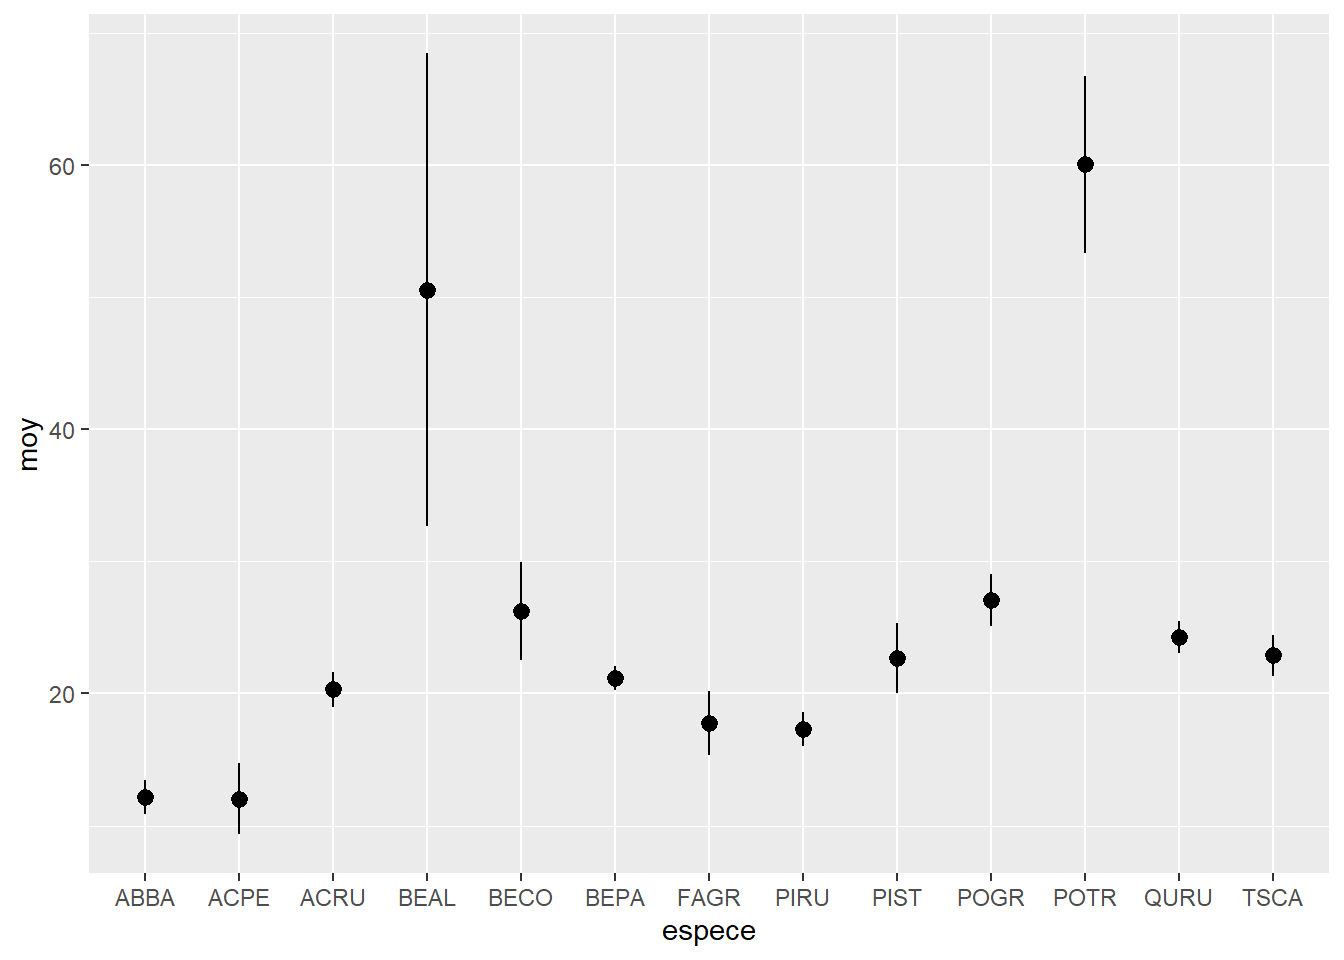 60
40
20
moy
ABBA ACPE ACRU BEAL BECO BEPA FAGR PIRU PIST POGR POTR QURU TSCA
espece